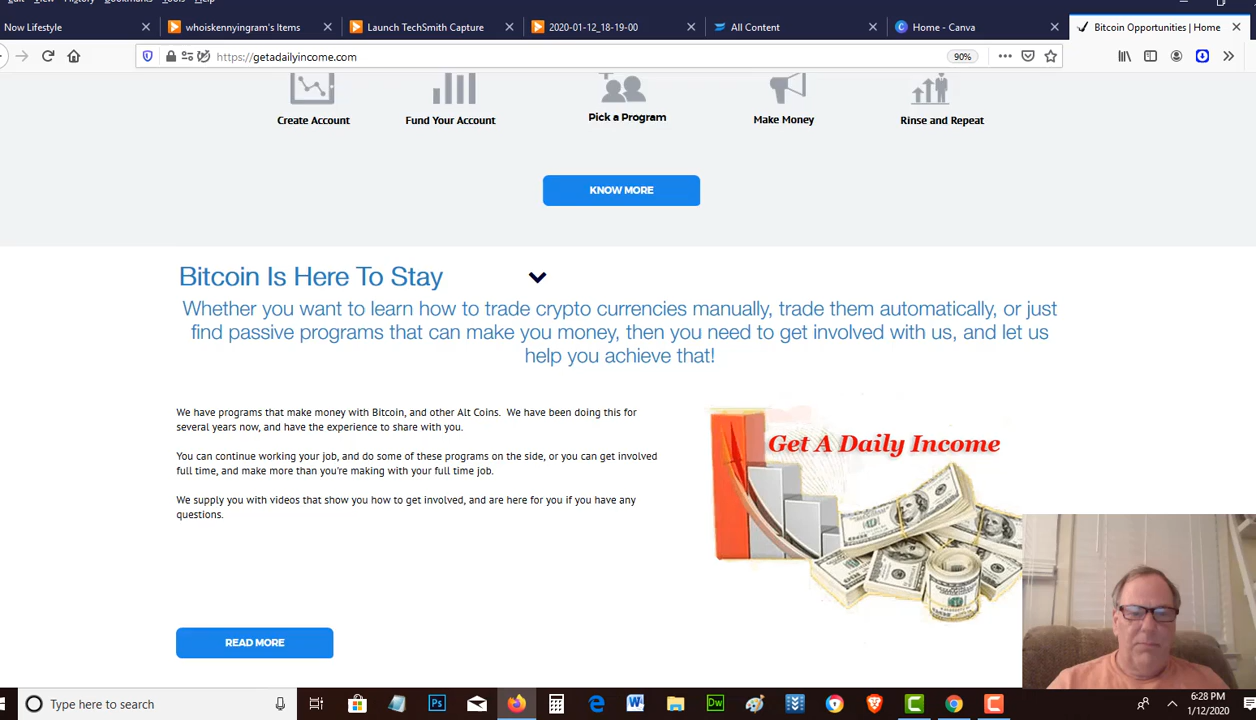 Edit View History Bookmarks Tools Help
Now Lifestyle
whoiskennyingram's Items
Launch TechSmith Capture
2020-01-12_18-19-00
All Content
Home - Canva
Bitcoin Opportunities | Home
https://getadailyincome.com
90%
Create Account
Fund Your Account
Pick a Program
Make Money
Rinse and Repeat
KNOW MORE
Bitcoin Is Here To Stay
Whether you want to learn how to trade crypto currencies manually, trade them automatically, or just
find passive programs that can make you money, then you need to get involved with us, and let us
help you achieve that!
We have programs that make money with Bitcoin, and other Alt Coins. We have been doing this for
several years now, and have the experience to share with you.
You can continue working your job, and do some of these programs on the side, or you can get involved
full time, and make more than you're making with your full time job.
We supply you with videos that show you how to get involved, and are here for you if you have any
questions.
Get A Daily Income
READ MORE
Type here to search
6:28 PM
1/12/2020